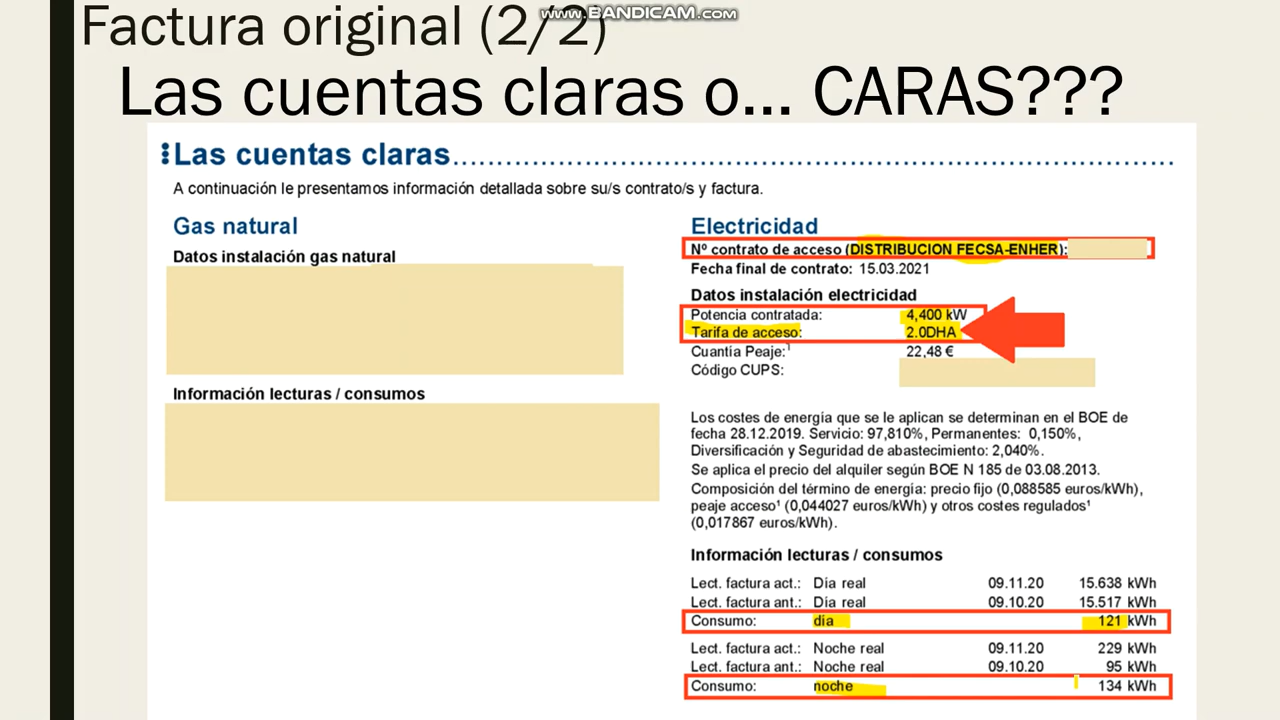 www.BANDICAM.com
Factura original (2/2)
Las cuentas claras o... CARAS???
Las cuentas claras
A continuación le presentamos información detallada sobre su/s contrato/s y factura.
Gas natural
Datos instalación gas natural
Información lecturas / consumos
Electricidad
Nº contrato de acceso (DISTRIBUCION FECSA-ENHER):
Fecha final de contrato: 15.03.2021
Datos instalación electricidad
Potencia contratada: 4,400 kW
Tarifa de acceso: 2.0DHA
Cuantía Peaje:¹ 22,48 €
Código CUPS:
Los costes de energía que se le aplican se determinan en el BOE de
fecha 28.12.2019. Servicio: 97,810%, Permanentes: 0,150%,
Diversificación y Seguridad de abastecimiento: 2,040%.
Se aplica el precio del alquiler según BOE N 185 de 03.08.2013.
Composición del término de energía: precio fijo (0,088585 euros/kWh),
peaje acceso¹ (0,044027 euros/kWh) y otros costes regulados¹
(0,017867 euros/kWh).
Información lecturas / consumos
Lect. factura act.: Día real 09.11.20 15.638 kWh
Lect. factura ant.: Día real 09.10.20 15.517 kWh
Consumo: día 121 kWh
Lect. factura act.: Noche real 09.11.20 229 kWh
Lect. factura ant.: Noche real 09.10.20 95 kWh
Consumo: noche 134 kWh